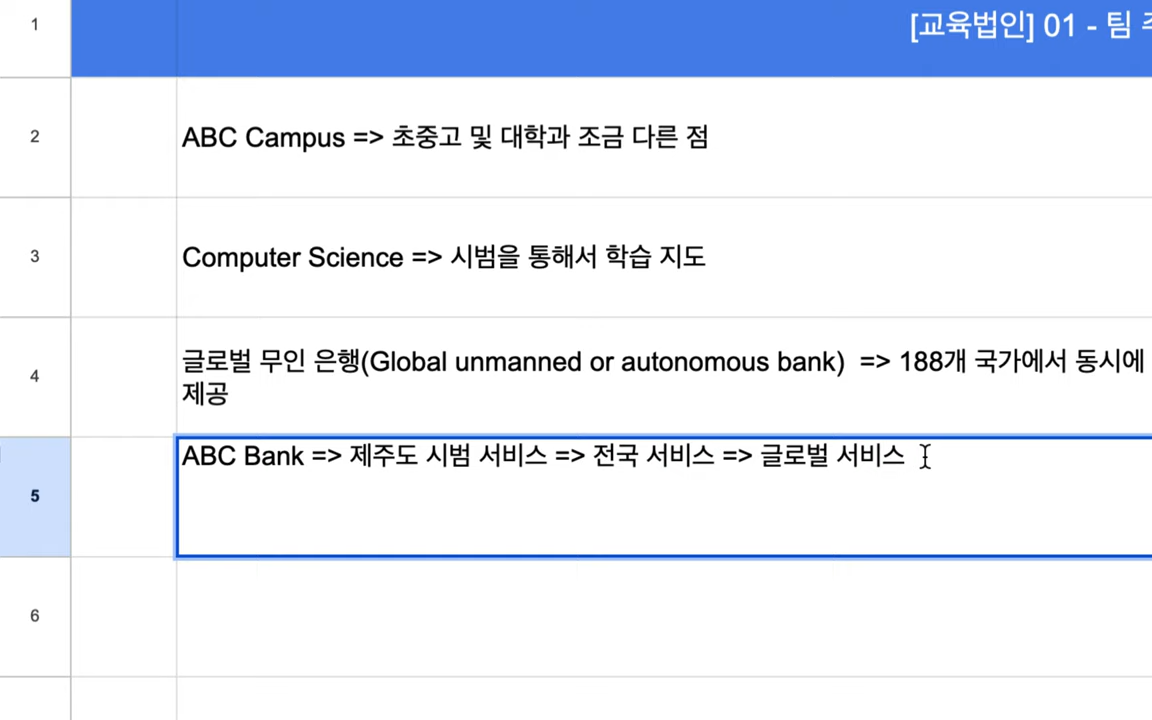 1
[교육법인] 01 - 팀
2
ABC Campus => 초중고 및 대학과 조금 다른 점
3
Computer Science => 시범을 통해서 학습 지도
4
글로벌 무인 은행(Global unmanned or autonomous bank)  => 188개 국가에서 동시에
제공
5
ABC Bank => 제주도 시범 서비스 => 전국 서비스 => 글로벌 서비스
6